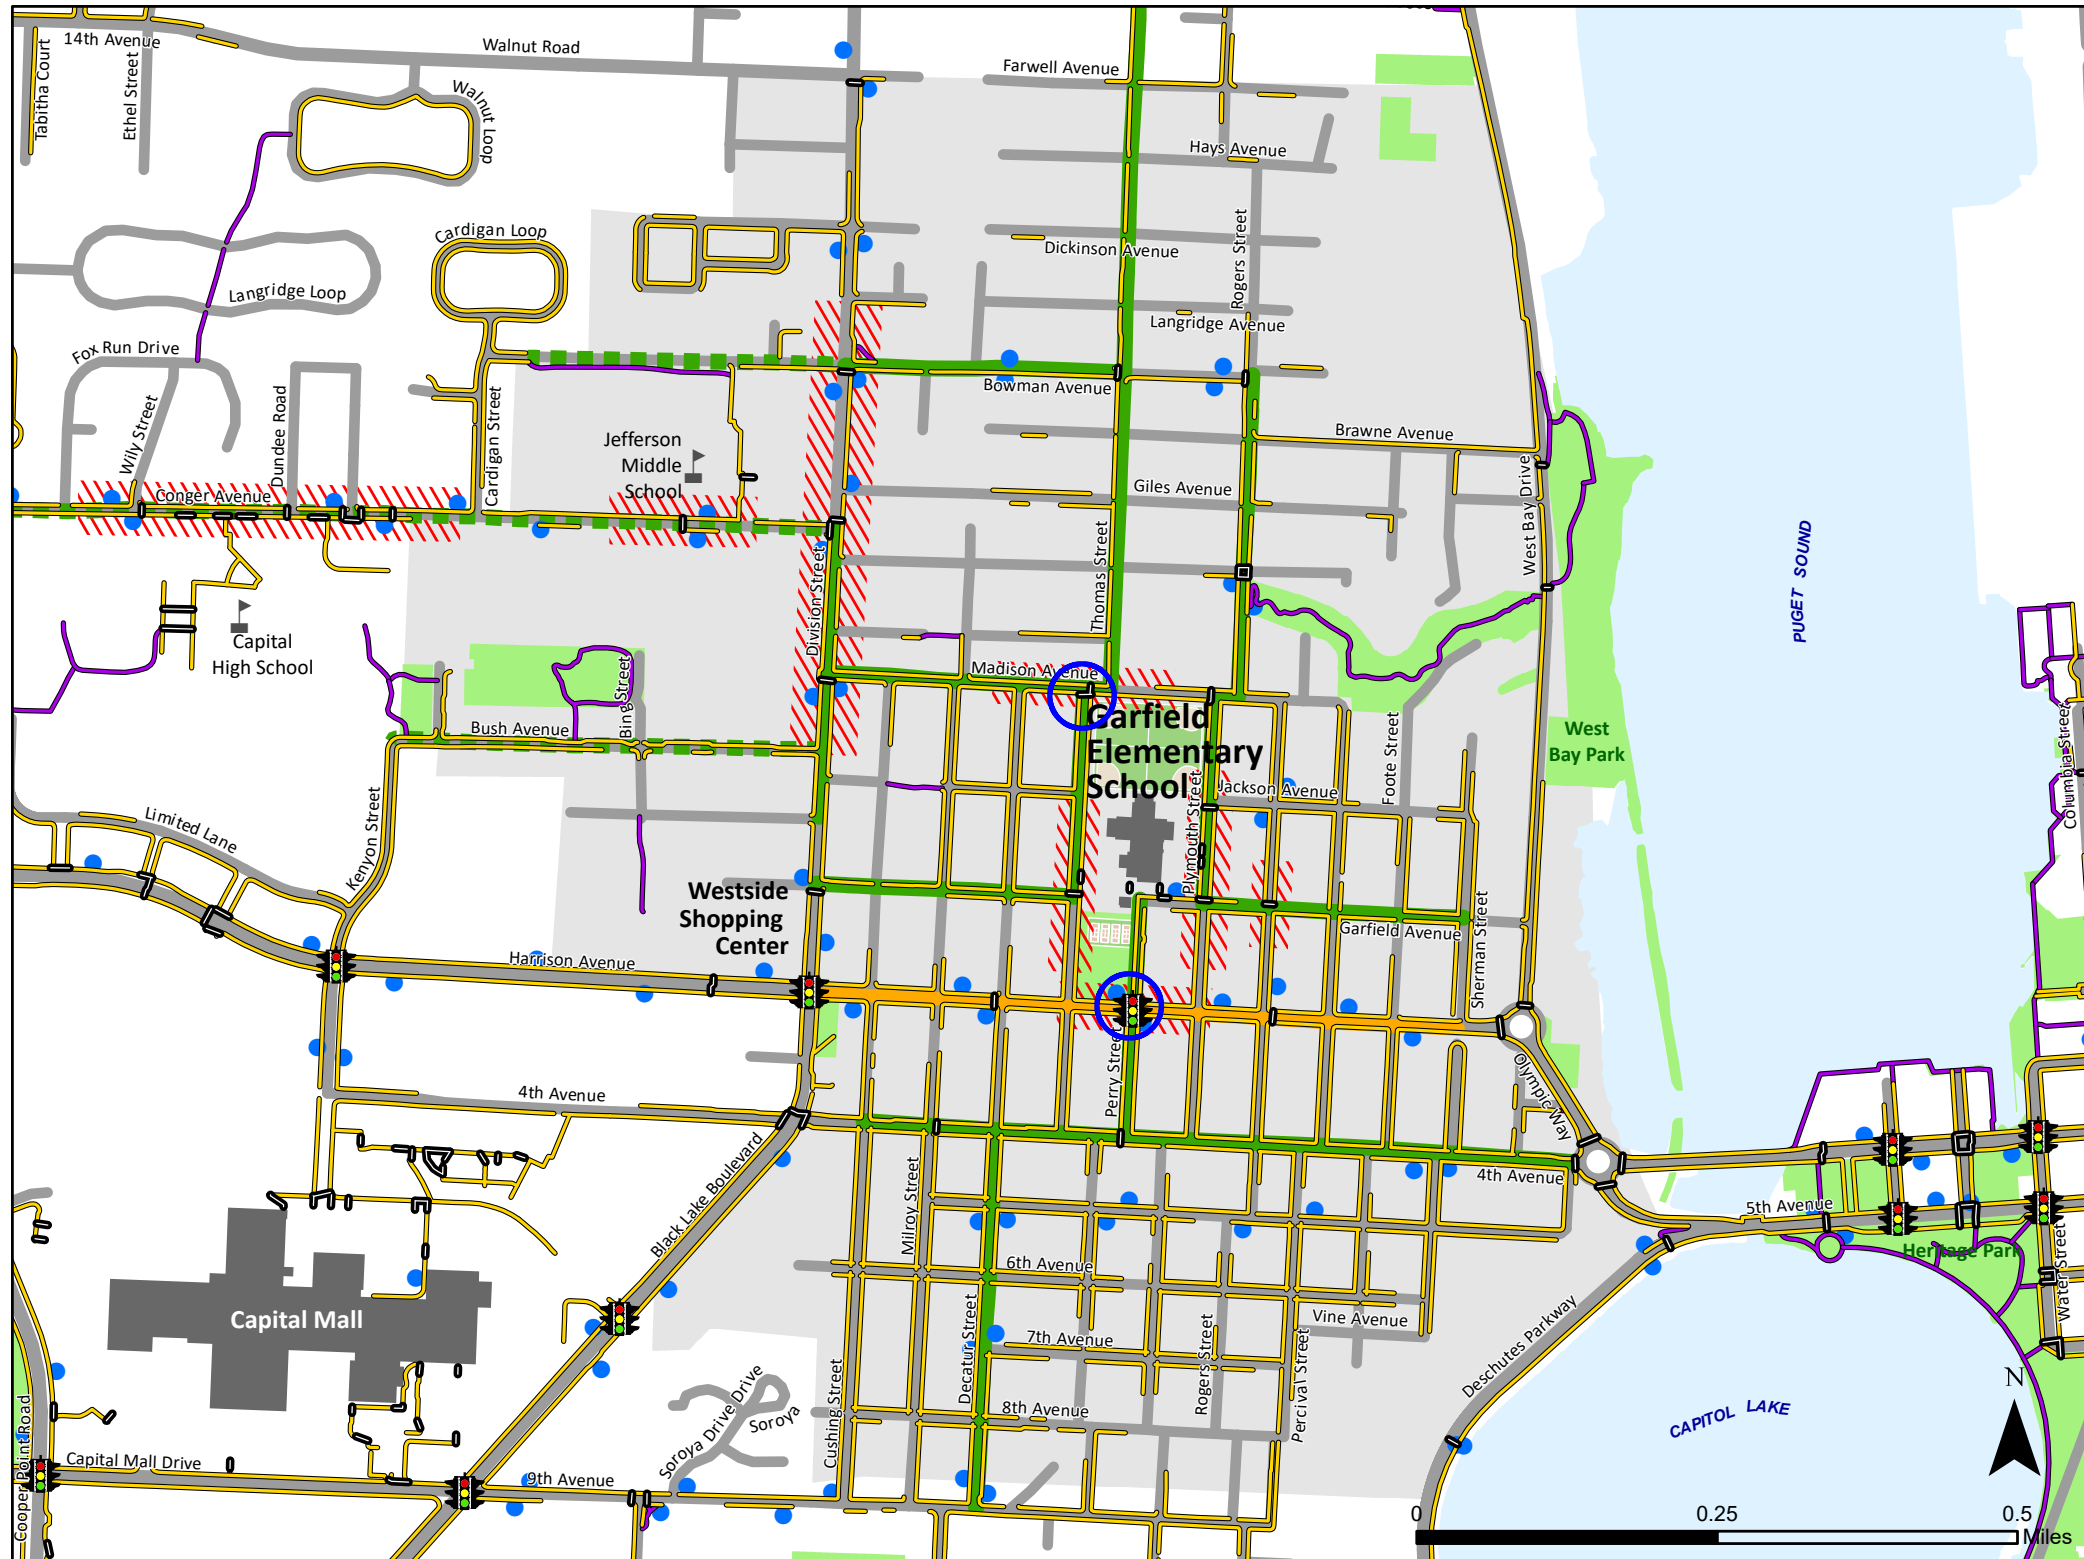 14th Avenue
Walnut Road
Farwell Avenue
Tabitha Court
Ethel Street
Walnut Loop
Hays Avenue
Cardigan Loop
Dickinson Avenue
Rogers Street
Langridge Loop
Langridge Avenue
Fox Run Drive
Bowman Avenue
Wily Street
Dundee Road
Cardigan Street
Jefferson
Middle
School
Brawne Avenue
Conger Avenue
Giles Avenue
West Bay Drive
PUGET SOUND
Division Street
Thomas Street
Capital
High School
Madison Avenue
Bing Street
Bush Avenue
Garfield
Elementary
School
Foote Street
West
Bay Park
Columbia Street
Jackson Avenue
Plymouth Street
Limited Lane
Kenyon Street
Westside
Shopping
Center
Sherman Street
Garfield Avenue
Harrison Avenue
Perry Street
Olympic Way
4th Avenue
Black Lake Boulevard
Milroy Street
4th Avenue
5th Avenue
Heritage Park
Water Street
6th Avenue
Capital Mall
Decatur Street
7th Avenue
Vine Avenue
Rogers Street
Percival Street
Deschutes Parkway
Cushing Street
Soroya Drive
Drive
Soroya
8th Avenue
CAPITOL LAKE
N
Cooper Point Road
Capital Mall Drive
9th Avenue
0
0.25
0.5
Miles